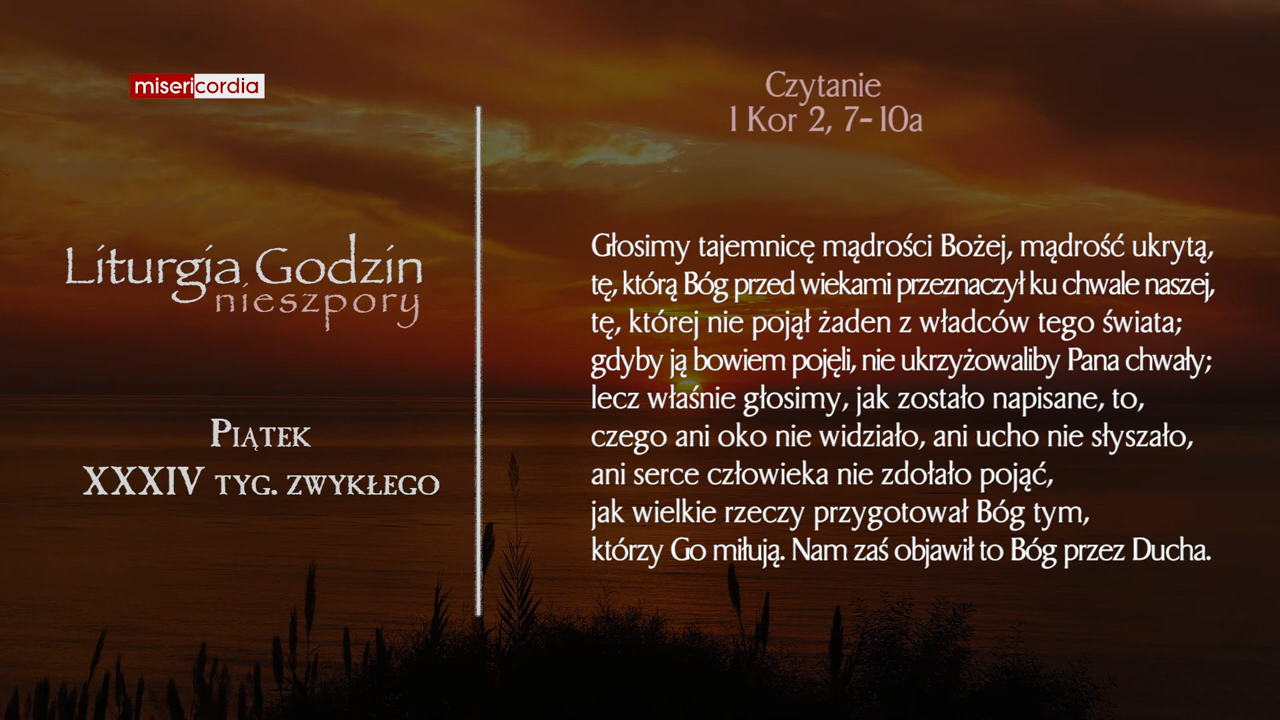 misericordia
Liturgia Godzin
nieszpory
Piątek
XXXIV tyg. zwykłego
Czytanie
1 Kor 2, 7-10a
Głosimy tajemnicę mądrości Bożej, mądrość ukrytą,
tę, którą Bóg przed wiekami przeznaczył ku chwale naszej,
tę, której nie pojął żaden z władców tego świata;
gdyby ją bowiem pojęli, nie ukrzyżowaliby Pana chwały;
lecz właśnie głosimy, jak zostało napisane, to,
czego ani oko nie widziało, ani ucho nie słyszało,
ani serce człowieka nie zdołało pojąć,
jak wielkie rzeczy przygotował Bóg tym,
którzy Go miłują. Nam zaś objawił to Bóg przez Ducha.